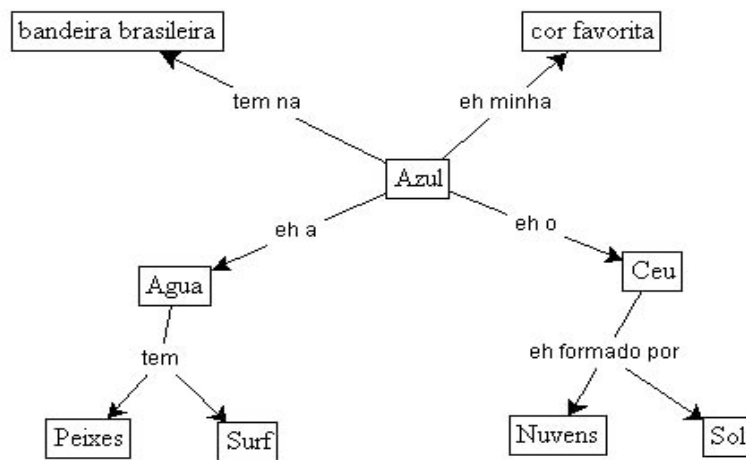 bandeira brasileira
cor favorita
tem na
eh minha
Azul
eh a
eh o
Agua
Ceu
tem
eh formado por
Peixes
Surf
Nuvens
Sol